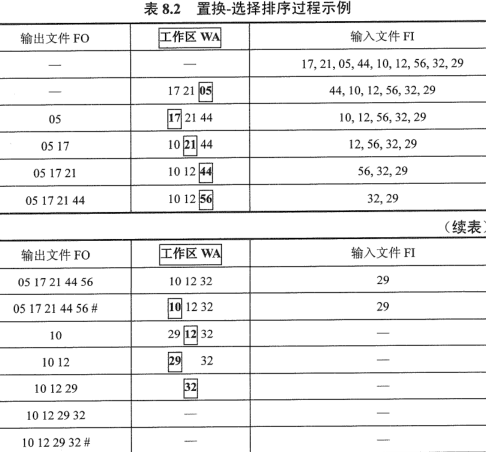 表 8.2 置换-选择排序过程示例
输出文件 FO 工作区 WA 输入文件 FI
— — 17, 21, 05, 44, 10, 12, 56, 32, 29
— 17 21 05 44, 10, 12, 56, 32, 29
05 17 21 44 10, 12, 56, 32, 29
05 17 10 21 44 12, 56, 32, 29
05 17 21 10 12 44 56, 32, 29
05 17 21 44 10 12 56 32, 29
（续表）
输出文件 FO 工作区 WA 输入文件 FI
05 17 21 44 56 10 12 32 29
05 17 21 44 56 # 10 12 32 29
10 29 12 32 —
10 12 29 32 —
10 12 29 32 —
10 12 29 32 — —
10 12 29 32 # — —